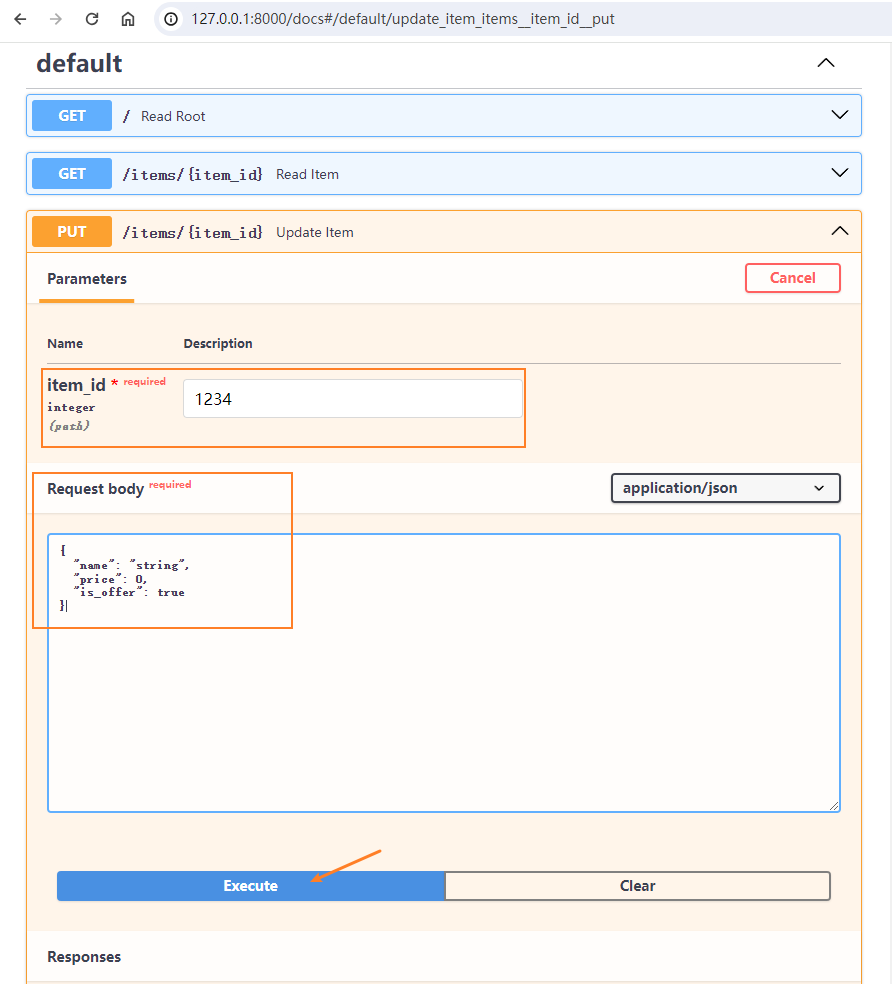 127.0.0.1:8000/docs#/default/update_item_items__item_id__put
default
GET / Read Root
GET /items/{item_id} Read Item
PUT /items/{item_id} Update Item
Parameters Cancel
Name Description
item_id * required 1234
integer
(path)
Request body required application/json
{
"name": "string",
"price": 0,
"is_offer": true
}
Execute Clear
Responses